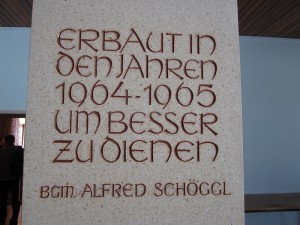 ERBAUT IN
DEN JAHREN
1964-1965
UM BESSER
ZU DIENEN
BGM. ALFRED SCHÖGGL